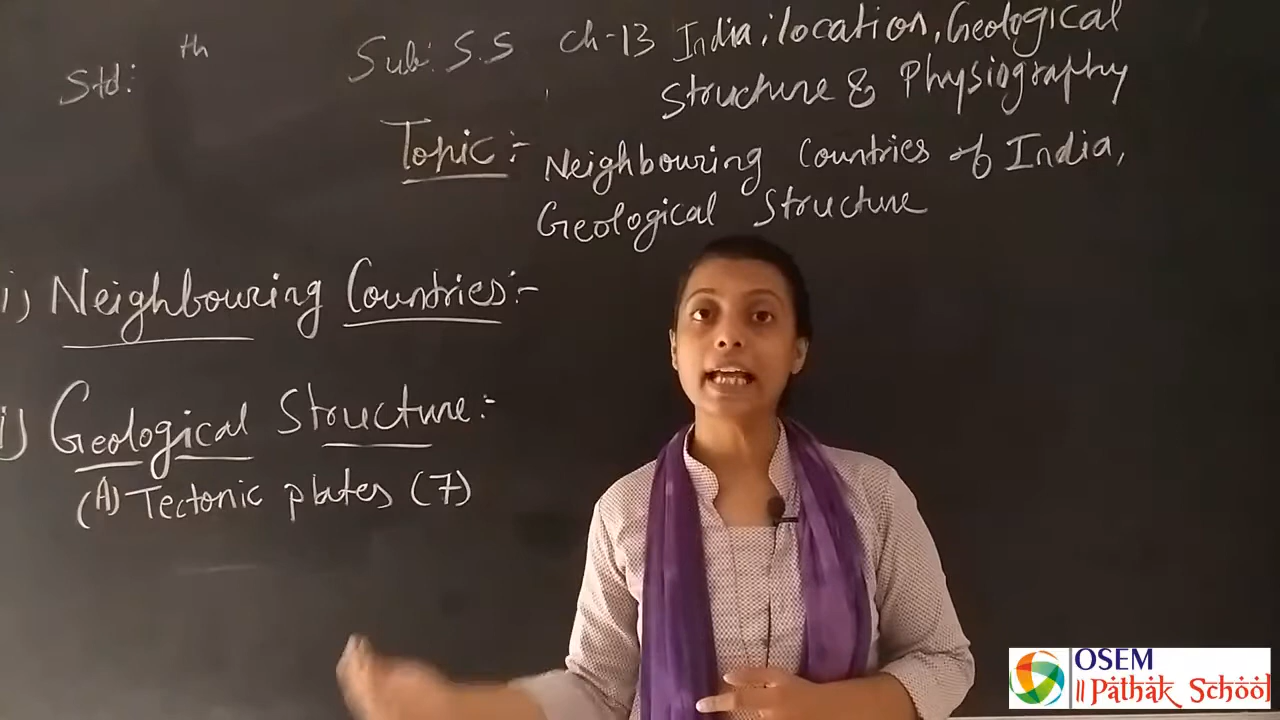 Std: th Sub: S.S ch-13 India, location, Geological
Structure & Physiography
Topic:- Neighbouring Countries of India,
Geological Structure
i) Neighbouring Countries:-
i) Geological Structure:-
(A) Tectonic plates (7)
OSEM
॥ Pathak School